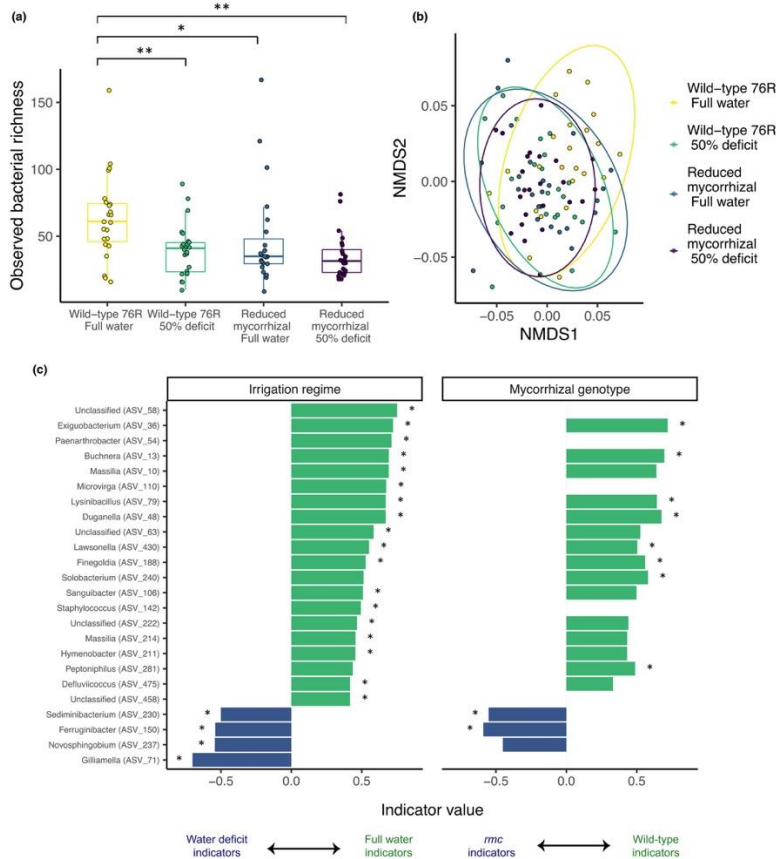 (a)
**
*
**
Observed bacterial richness
150
100
50
Wild-type 76R
Full water
Wild-type 76R
50% deficit
Reduced
mycorrhizal
Full water
Reduced
mycorrhizal
50% deficit
(b)
NMDS2
0.05
0.00
−0.05
−0.05
0.00
0.05
NMDS1
Wild-type 76R
Full water
Wild-type 76R
50% deficit
Reduced
mycorrhizal
Full water
Reduced
mycorrhizal
50% deficit
(c)
Irrigation regime
Mycorrhizal genotype
Unclassified (ASV_58) *
Exiguobacterium (ASV_36) * *
Paenarthrobacter (ASV_54) *
Buchnera (ASV_13) * *
Massilia (ASV_10) *
Microvirga (ASV_110) *
Lysinibacillus (ASV_79) * *
Duganella (ASV_48) * *
Unclassified (ASV_63) *
Lawsonella (ASV_430) * *
Finegoldia (ASV_188) * *
Solobacterium (ASV_240) *
Sanguibacter (ASV_106) *
Staphylococcus (ASV_142) *
Unclassified (ASV_222) *
Massilia (ASV_214) *
Hymenobacter (ASV_211) *
Peptoniphilus (ASV_281) *
Defluviicoccus (ASV_475) *
Unclassified (ASV_458) *
Sediminibacterium (ASV_230) * *
Ferruginibacter (ASV_150) * *
Novosphingobium (ASV_237) *
Gilliamella (ASV_71) *
−0.5
0.0
0.5
−0.5
0.0
0.5
Indicator value
Water deficit
indicators
Full water
indicators
rmc
indicators
Wild-type
indicators